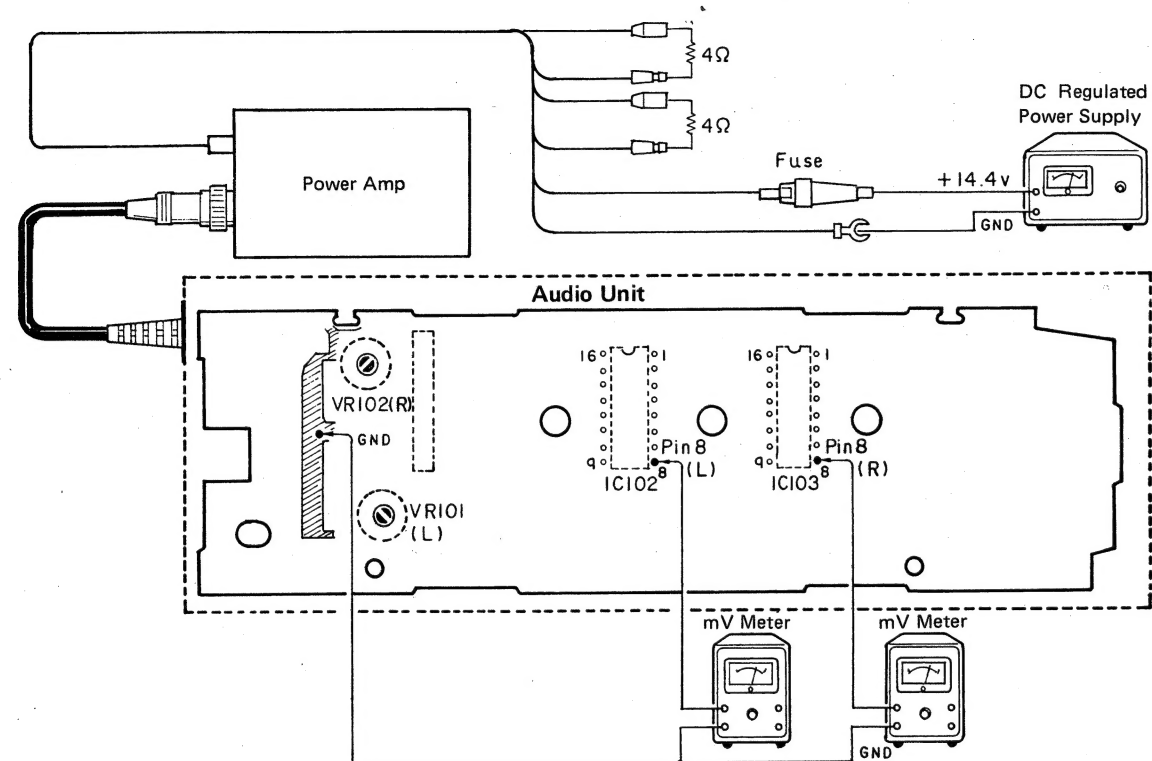 4Ω
4Ω
DC Regulated
Power Supply
Fuse
+14.4v
GND
Power Amp
Audio Unit
16 1
16 1
VR102(R)
GND
Pin 8
(L)
Pin 8
(R)
9 8
9 8
IC102
IC103
VR101
(L)
mV Meter
mV Meter
GND